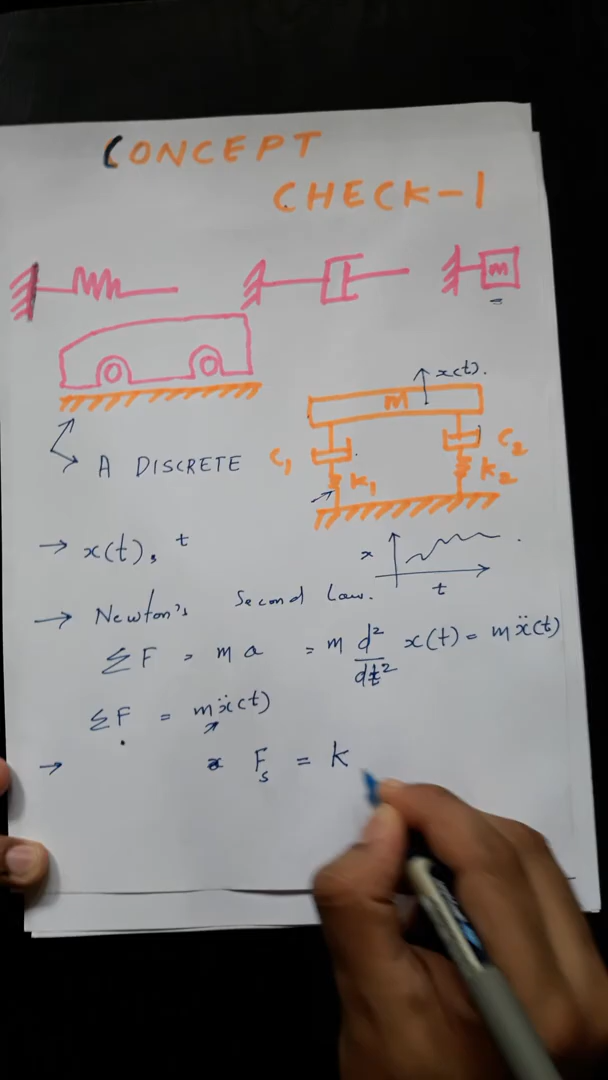 CONCEPT
CHECK-1
m
x(t).
m
C₁
C₂
k₁
k₂
→ A DISCRETE
→ x(t), t
x
t
→ Newton's Second Law.
ΣF = ma = m d²/dt² x(t) = mẍ(t)
ΣF = mẍ(t)
→ Fs = k